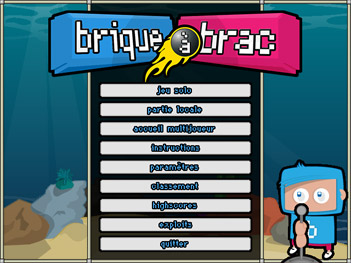 brique à brac
jeu solo
partie locale
accueil multijoueur
instructions
paramètres
classement
highscores
exploits
quitter
b